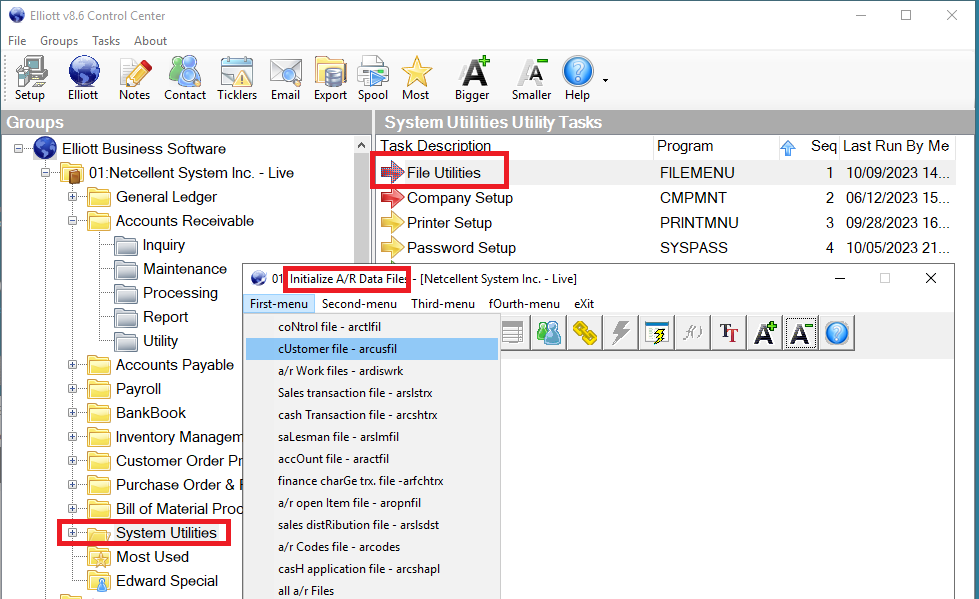 Elliott v8.6 Control Center
File Groups Tasks About
Setup Elliott Notes Contact Ticklers Email Export Spool Most Bigger Smaller Help
Groups
Elliott Business Software
01:Netcellent System Inc. - Live
General Ledger
Accounts Receivable
Inquiry
Maintenance
Processing
Report
Utility
Accounts Payable
Payroll
BankBook
Inventory Managem
Customer Order Pr
Purchase Order &
Bill of Material Proc
System Utilities
Most Used
Edward Special
System Utilities Utility Tasks
Task Description Program Seq Last Run By Me
File Utilities FILEMENU 1 10/09/2023 14...
Company Setup CMPMNT 2 06/12/2023 15...
Printer Setup PRINTMNU 3 09/28/2023 16...
Password Setup SYSPASS 4 10/05/2023 21...
01 Initialize A/R Data Files - [Netcellent System Inc. - Live]
First-menu Second-menu Third-menu fOurth-menu eXit
coNtrol file - arctlfil
cUstomer file - arcusfil
a/r Work files - ardiswrk
Sales transaction file - arslstrx
cash Transaction file - arcshtrx
saLesman file - arslmfil
accOunt file - aractfil
finance charGe trx. file -arfchtrx
a/r open Item file - aropnfil
sales distRibution file - arslsdst
a/r Codes file - arcodes
casH application file - arcshapl
all a/r Files